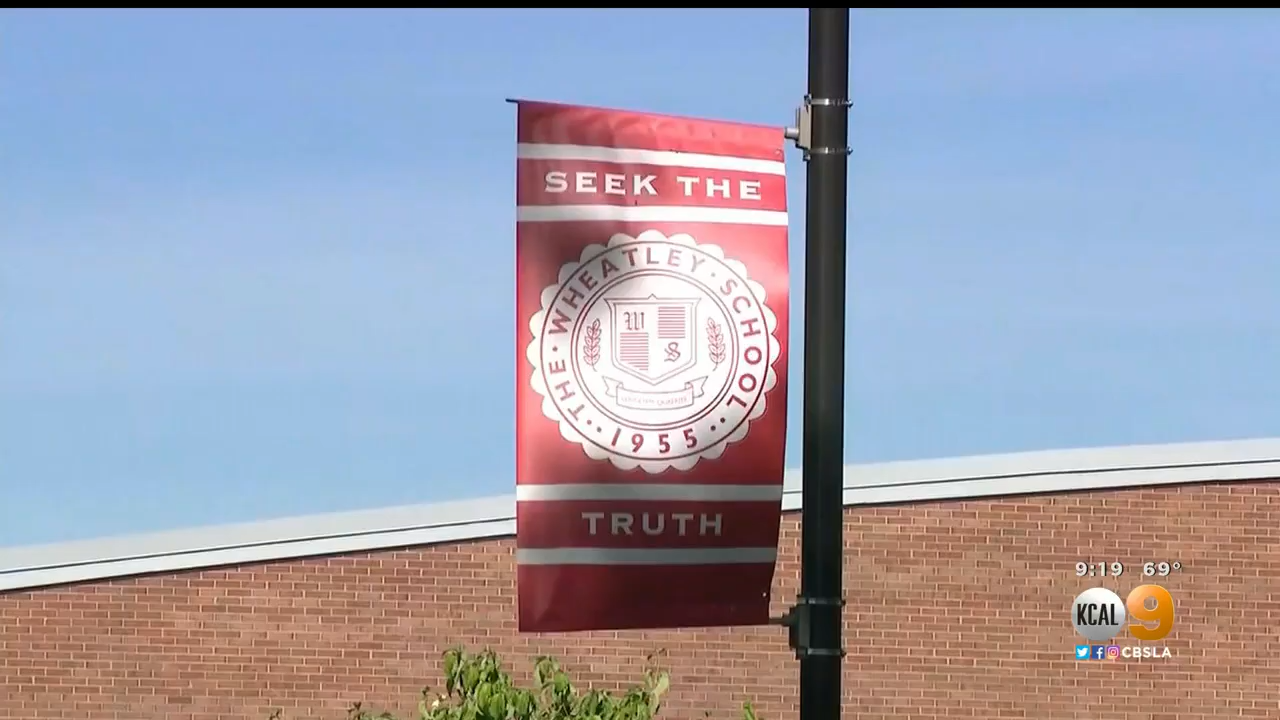 SEEK THE
THE · WHEATLEY · SCHOOL
W
S
·· 1955 ··
TRUTH
9:19 69°
KCAL 9
CBSLA